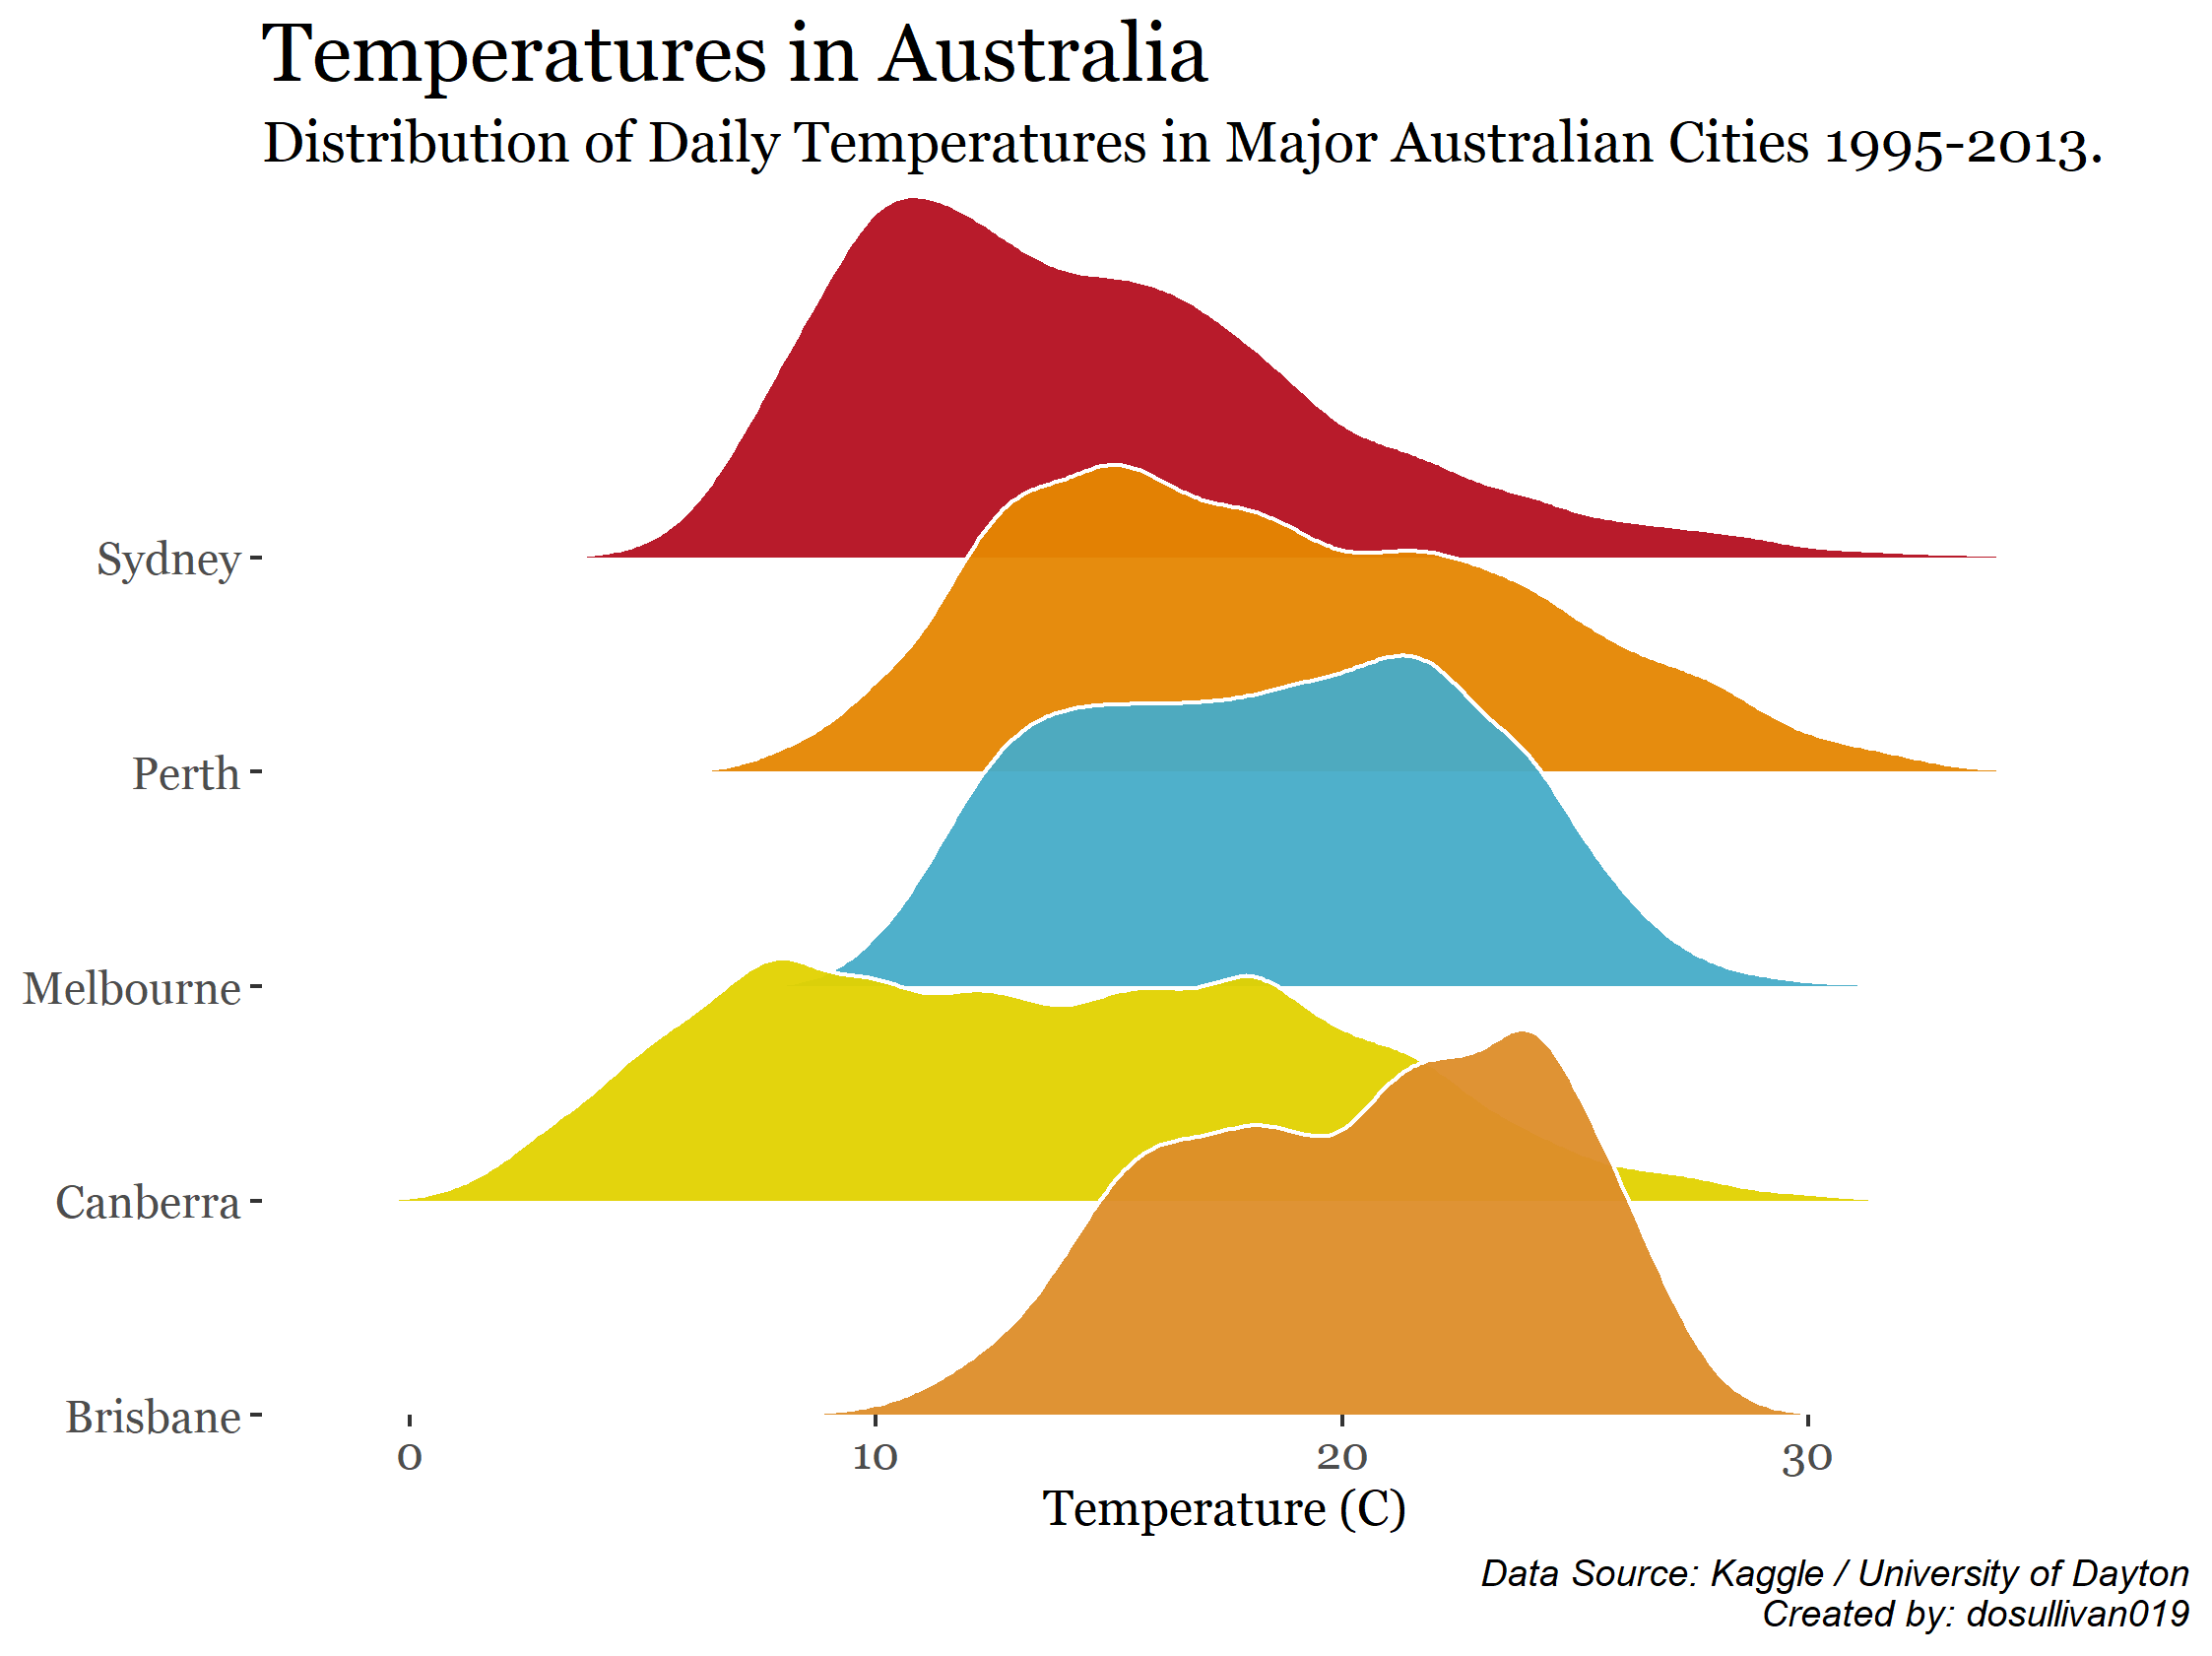 Temperatures in Australia
Distribution of Daily Temperatures in Major Australian Cities 1995-2013.
Sydney
Perth
Melbourne
Canberra
Brisbane
0 10 20 30
Temperature (C)
Data Source: Kaggle / University of Dayton
Created by: dosullivan019